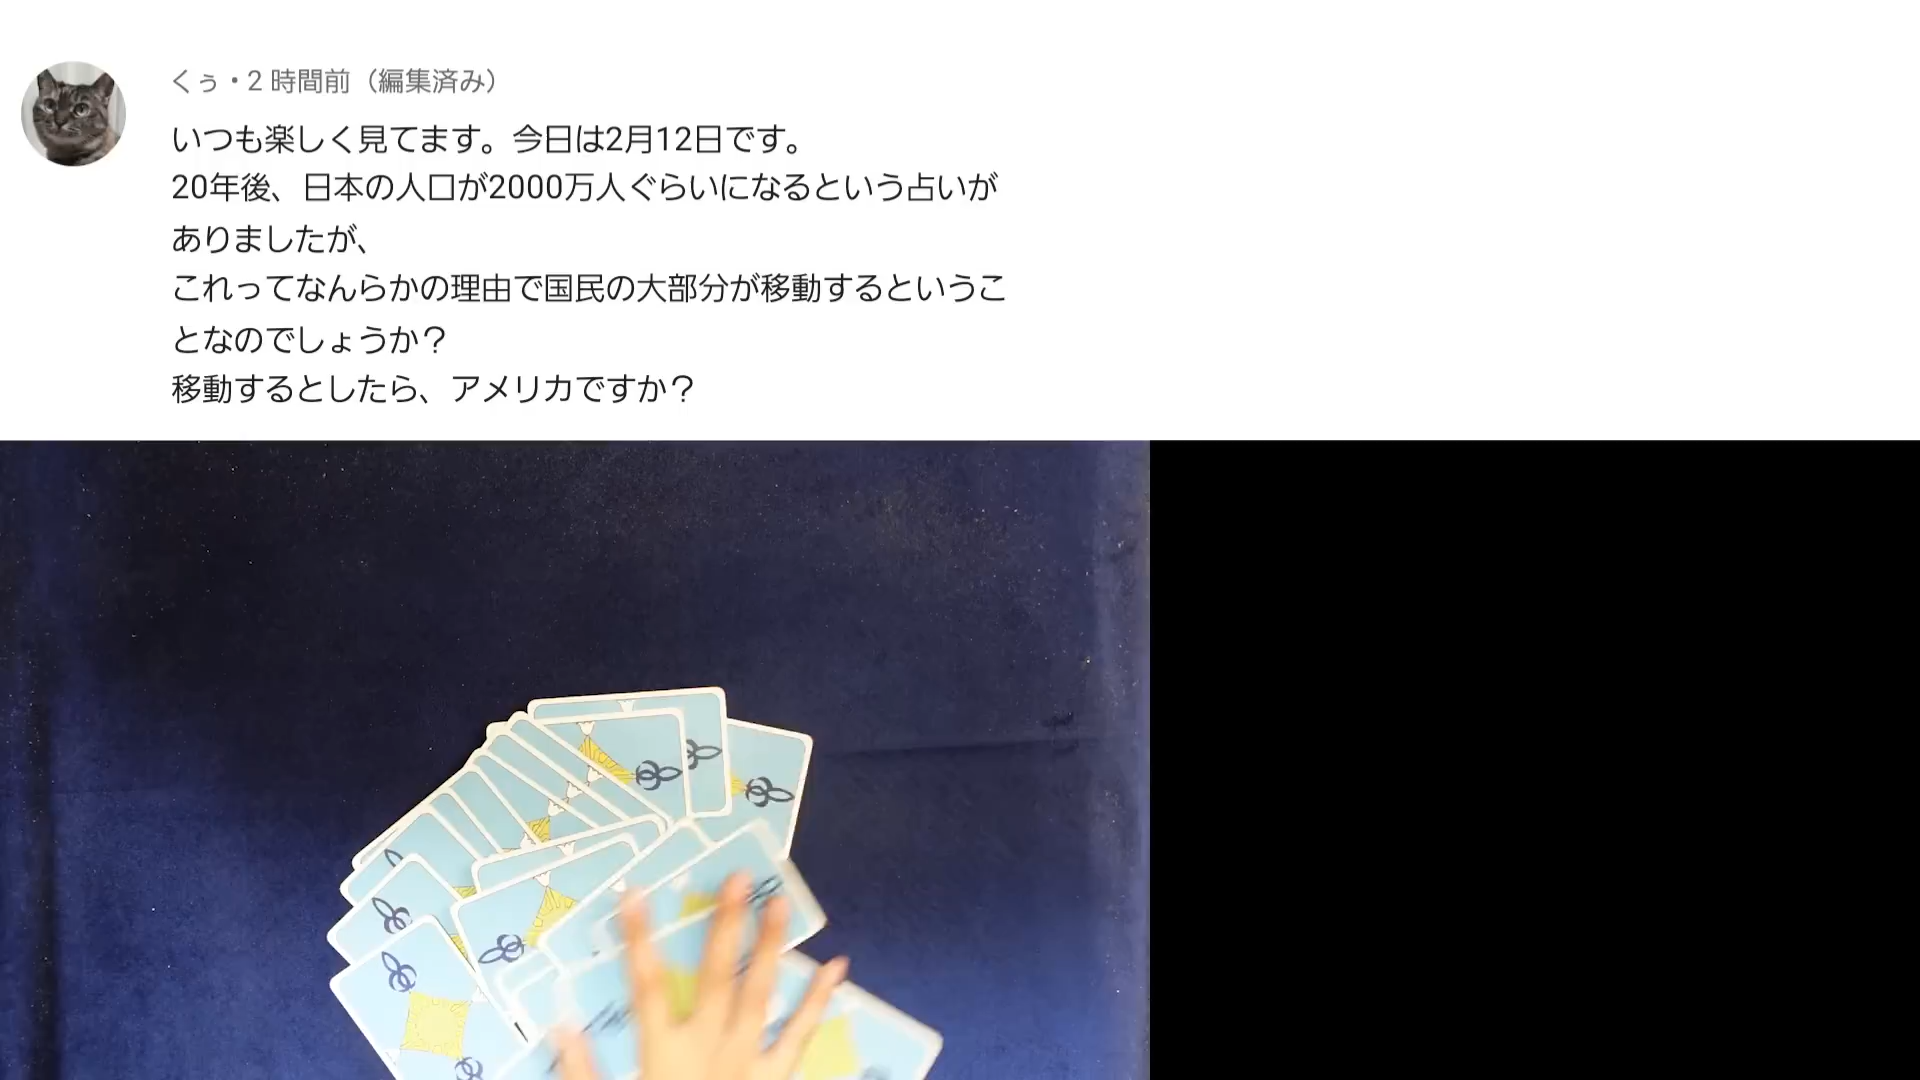 くぅ・2 時間前（編集済み）
いつも楽しく見てます。今日は2月12日です。
20年後、日本の人口が2000万人ぐらいになるという占いが
ありましたが、
これってなんらかの理由で国民の大部分が移動するというこ
となのでしょうか？
移動するとしたら、アメリカですか？